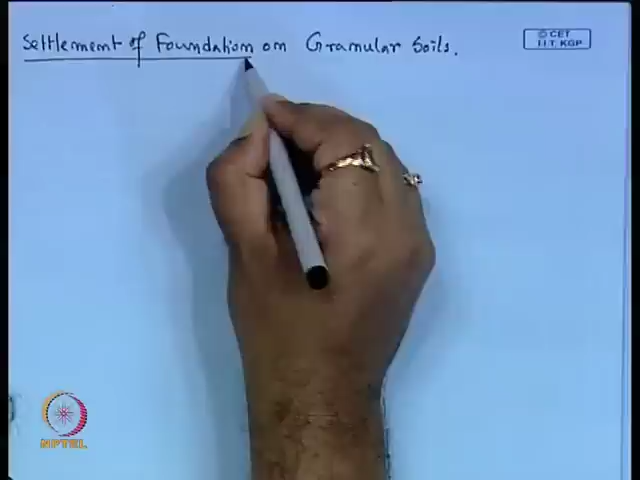 Settlement of Foundation on Granular Soils.
© CET
I.I.T. KGP
NPTEL